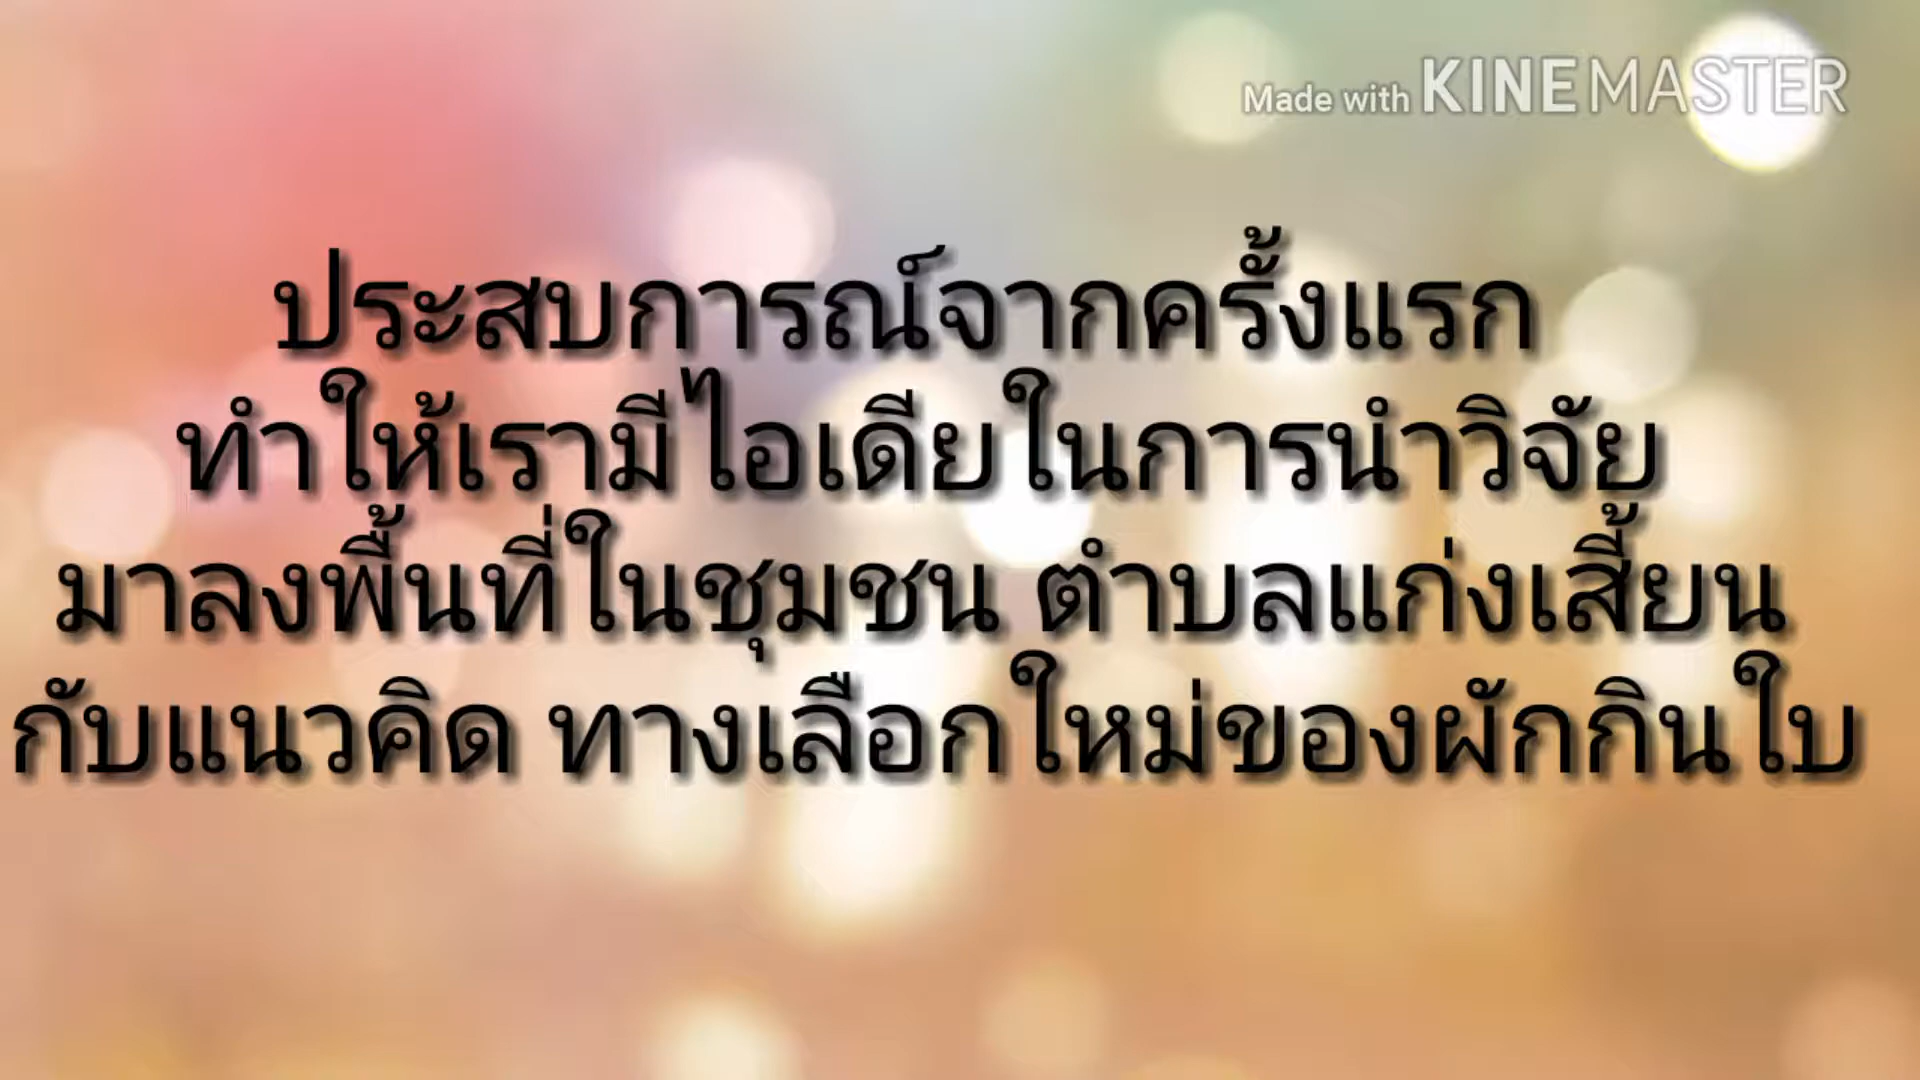 Made with KINEMASTER
ประสบการณ์จากครั้งแรก
ทำให้เรามีไอเดียในการนำวิจัย
มาลงพื้นที่ในชุมชน ตำบลแก่งเสี้ยน
กับแนวคิด ทางเลือกใหม่ของผักกินใบ